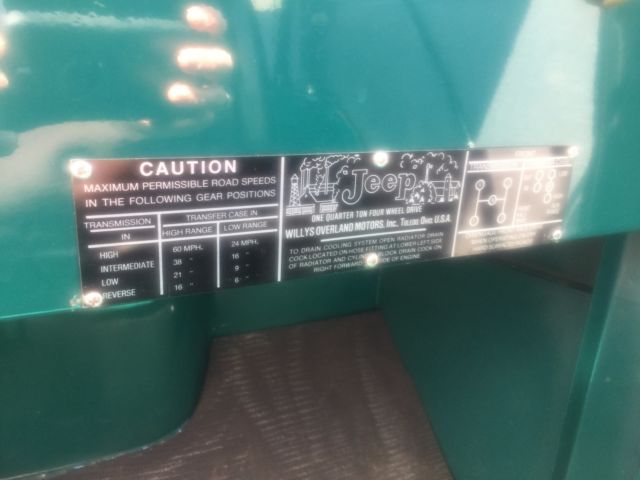 CAUTION
MAXIMUM PERMISSIBLE ROAD SPEEDS
IN THE FOLLOWING GEAR POSITIONS
TRANSMISSION IN
TRANSFER CASE IN
HIGH RANGE LOW RANGE
HIGH 60 MPH. 24 MPH.
INTERMEDIATE 38 " 16 "
LOW 21 " 9 "
REVERSE 16 " 6 "
Jeep
ONE QUARTER TON FOUR WHEEL DRIVE
WILLYS OVERLAND MOTORS, Inc. TOLEDO OHIO, U.S.A.
TO DRAIN COOLING SYSTEM OPEN RADIATOR DRAIN
COCK LOCATED ON HOSE FITTING AT LOWER LEFT SIDE
OF RADIATOR AND CYLINDER BLOCK DRAIN COCK ON
RIGHT FORWARD SIDE OF ENGINE